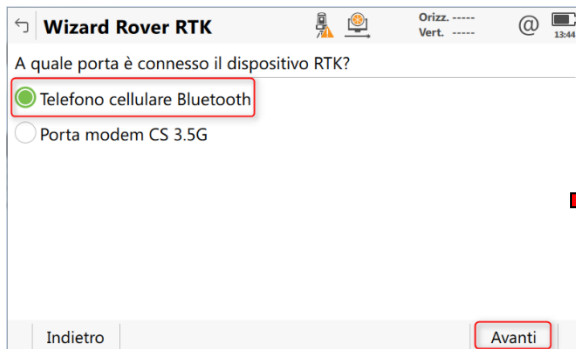 Wizard Rover RTK
Orizz. -----
Vert. -----
@
13:44
A quale porta è connesso il dispositivo RTK?
Telefono cellulare Bluetooth
Porta modem CS 3.5G
Indietro
Avanti